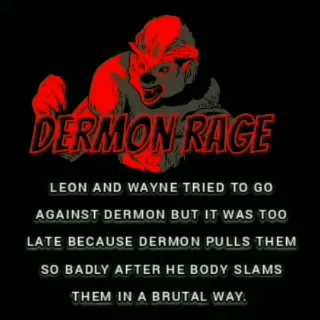 DERMON RAGE
LEON AND WAYNE TRIED TO GO
AGAINST DERMON BUT IT WAS TOO
LATE BECAUSE DERMON PULLS THEM
SO BADLY AFTER HE BODY SLAMS
THEM IN A BRUTAL WAY.